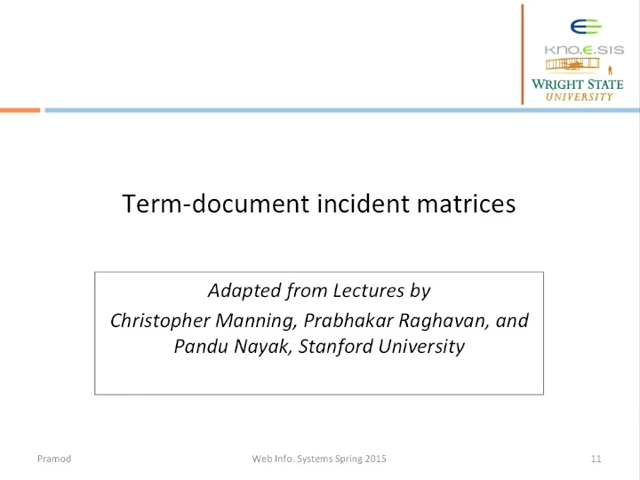 kno.e.sis
WRIGHT STATE
UNIVERSITY
Term-document incident matrices
Adapted from Lectures by
Christopher Manning, Prabhakar Raghavan, and
Pandu Nayak, Stanford University
Pramod Web Info. Systems Spring 2015 11